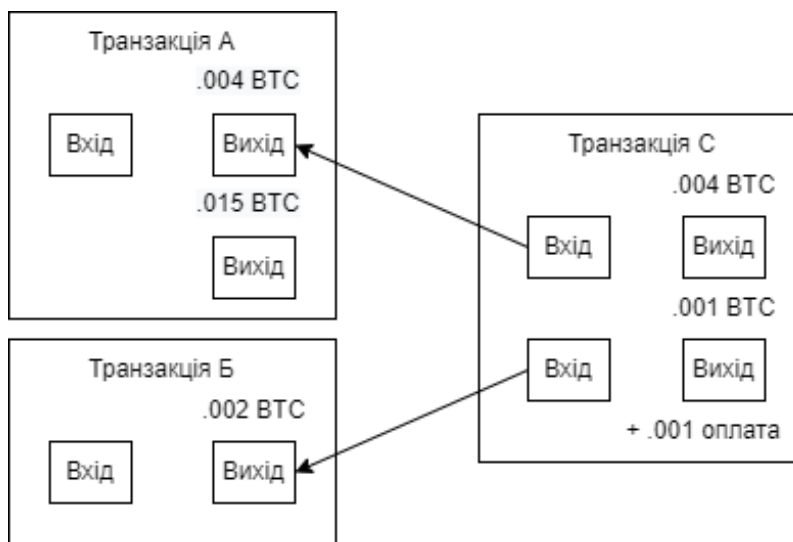 Транзакція А
.004 BTC
Вхід
Вихід
.015 BTC
Вихід
Транзакція Б
.002 BTC
Вхід
Вихід
Транзакція С
.004 BTC
Вхід
Вихід
.001 BTC
Вхід
Вихід
+ .001 оплата